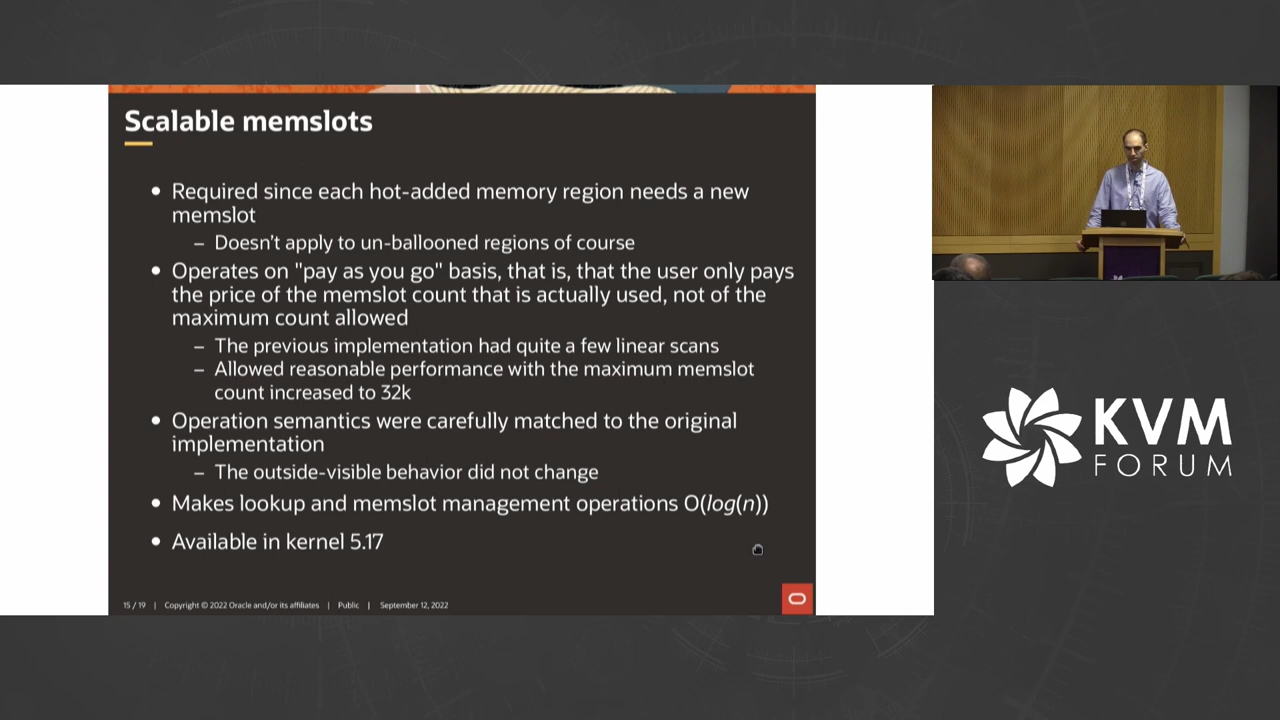 Scalable memslots
• Required since each hot-added memory region needs a new
memslot
– Doesn't apply to un-ballooned regions of course
• Operates on "pay as you go" basis, that is, that the user only pays
the price of the memslot count that is actually used, not of the
maximum count allowed
– The previous implementation had quite a few linear scans
– Allowed reasonable performance with the maximum memslot
count increased to 32k
• Operation semantics were carefully matched to the original
implementation
– The outside-visible behavior did not change
• Makes lookup and memslot management operations O(log(n))
• Available in kernel 5.17
15 / 19 | Copyright © 2022 Oracle and/or its affiliates | Public | September 12, 2022
KVM
FORUM